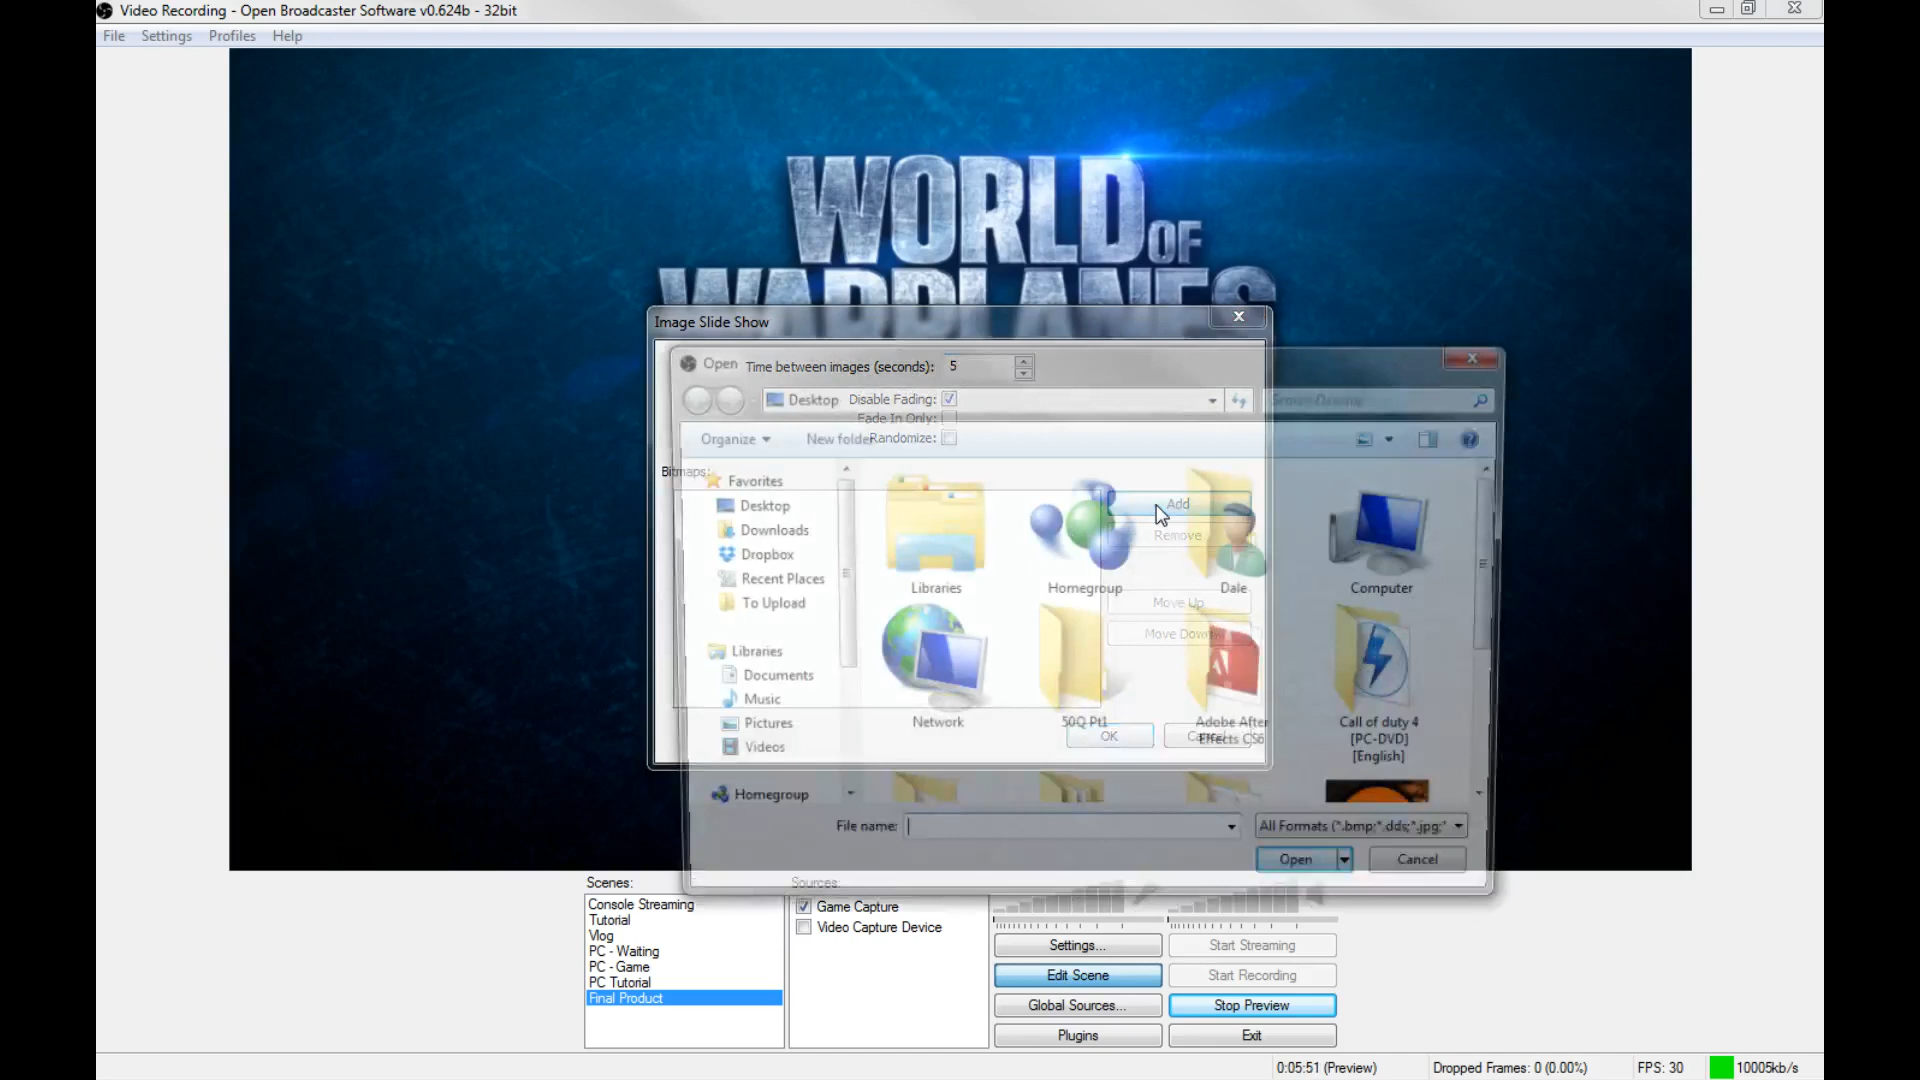 Video Recording - Open Broadcaster Software v0.624b - 32bit
File Settings Profiles Help
WORLD OF
WARPLANES
Image Slide Show
Open
Time between images (seconds): 5
Desktop
Disable Fading:
Fade In Only:
Organize
New folder
Randomize:
Bitmaps:
Favorites
Desktop
Downloads
Dropbox
Recent Places
To Upload
Libraries
Documents
Music
Pictures
Videos
Homegroup
Add
Remove
Move Up
Move Down
Libraries
Homegroup
Dale
Computer
Network
50Q Pt1
Adobe After
Effects CS6
Call of duty 4
[PC-DVD]
[English]
OK
Cancel
File name:
All Formats (*.bmp;*.dds;*.jpg;*
Open
Cancel
Scenes:
Console Streaming
Tutorial
Vlog
PC - Waiting
PC - Game
PC Tutorial
Final Product
Sources:
Game Capture
Video Capture Device
Settings...
Start Streaming
Edit Scene
Start Recording
Global Sources...
Stop Preview
Plugins
Exit
0:05:51 (Preview)
Dropped Frames: 0 (0.00%)
FPS: 30
10005kb/s